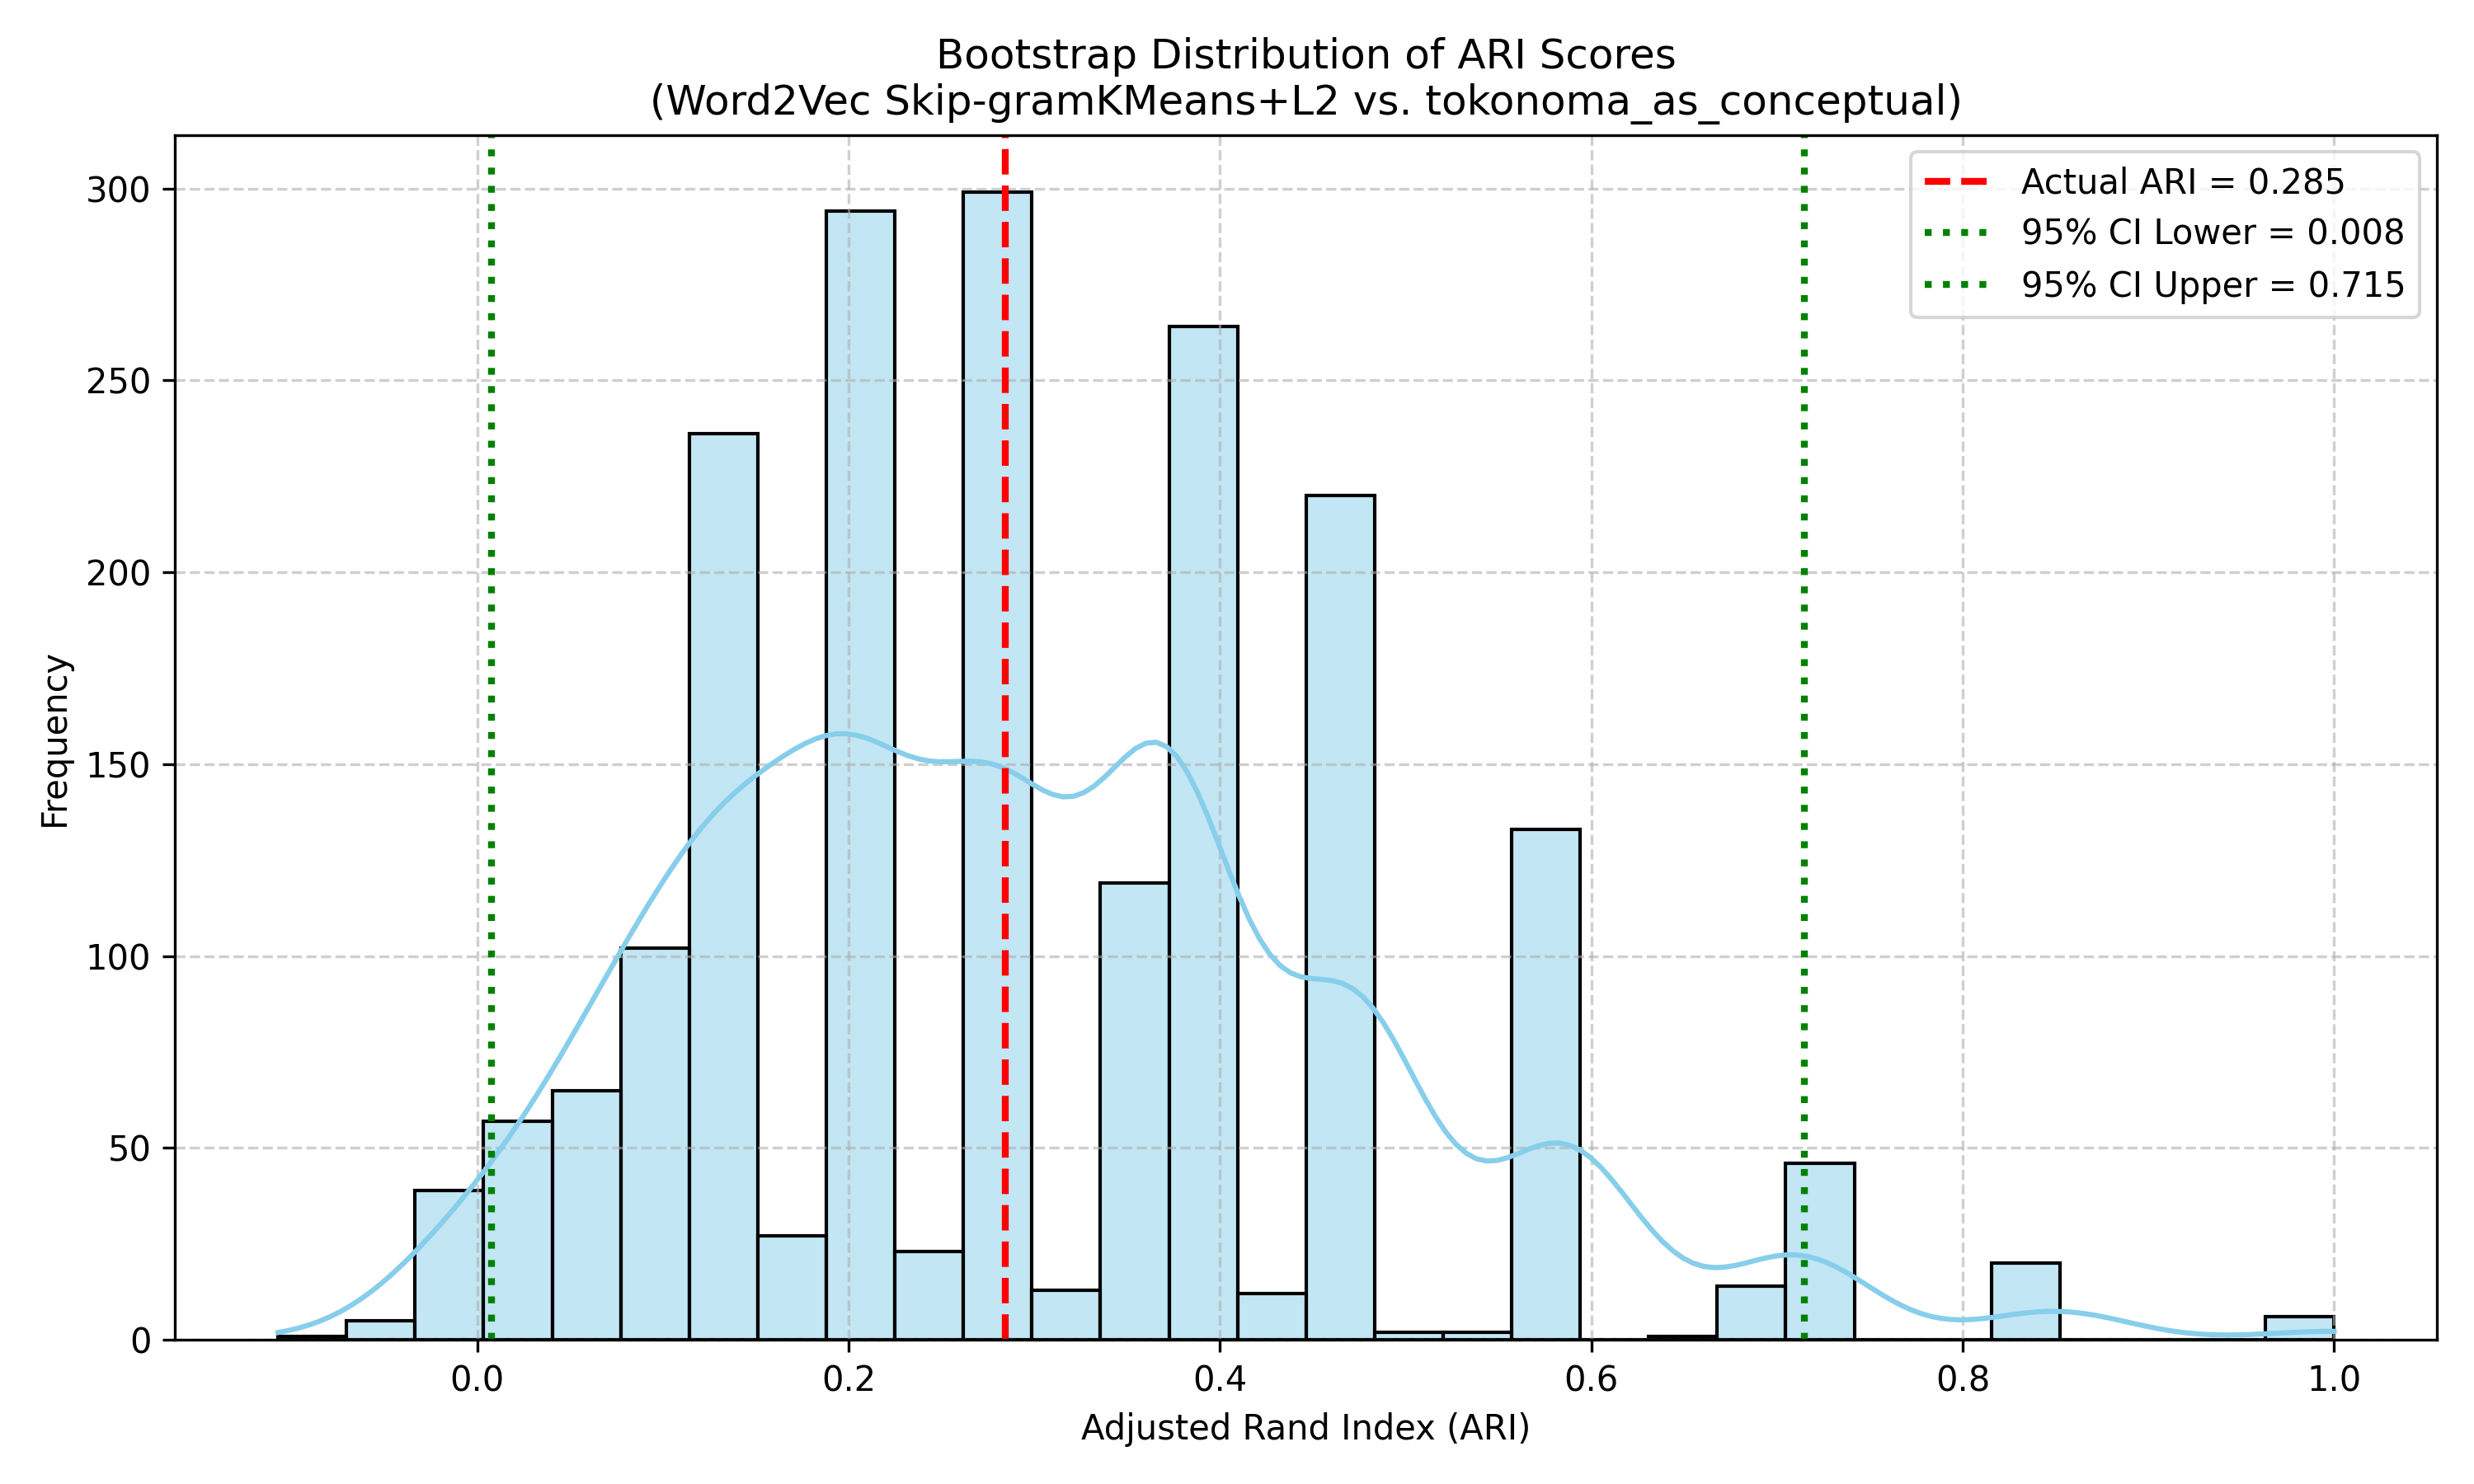 Bootstrap Distribution of ARI Scores
(Word2Vec Skip-gramKMeans+L2 vs. tokonoma_as_conceptual)
Actual ARI = 0.285
95% CI Lower = 0.008
95% CI Upper = 0.715
Frequency
300
250
200
150
100
50
0
0.0 0.2 0.4 0.6 0.8 1.0
Adjusted Rand Index (ARI)